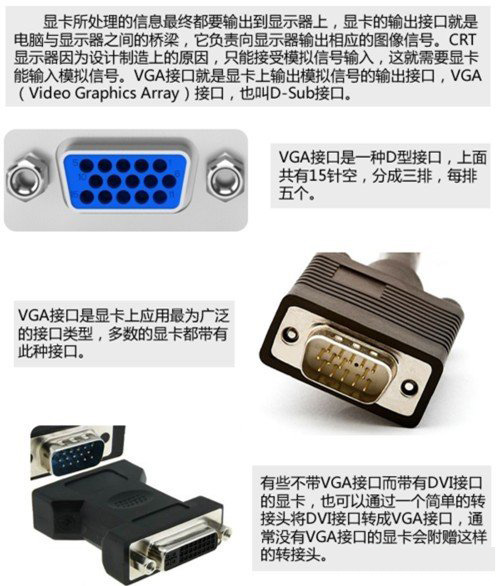 显卡所处理的信息最终都要输出到显示器上，显卡的输出接口就是
电脑与显示器之间的桥梁，它负责向显示器输出相应的图像信号。CRT
显示器因为设计制造上的原因，只能接受模拟信号输入，这就需要显卡
能输入模拟信号。VGA接口就是显卡上输出模拟信号的输出接口，VGA
（Video Graphics Array）接口，也叫D-Sub接口。
VGA接口是一种D型接口，上面
共有15针空，分成三排，每排
五个。
VGA接口是显卡上应用最为广泛
的接口类型，多数的显卡都带有
此种接口。
有些不带VGA接口而带有DVI接口
的显卡，也可以通过一个简单的转
接头将DVI接口转成VGA接口，通
常没有VGA接口的显卡会附赠这样
的转接头。